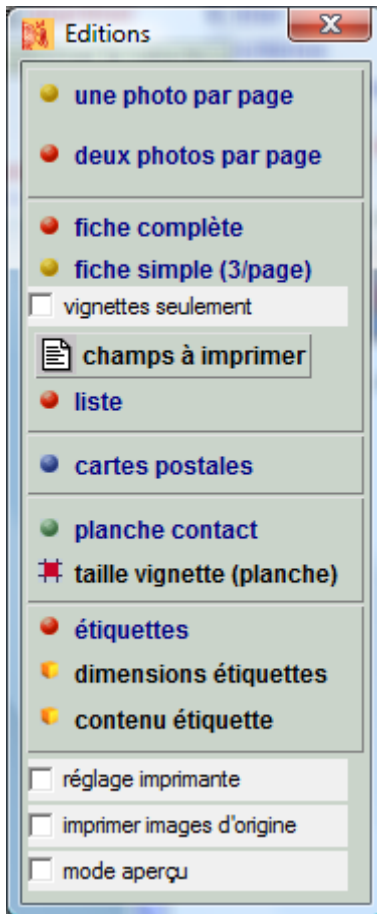 Editions
une photo par page
deux photos par page
fiche complète
fiche simple (3/page)
vignettes seulement
champs à imprimer
liste
cartes postales
planche contact
taille vignette (planche)
étiquettes
dimensions étiquettes
contenu étiquette
réglage imprimante
imprimer images d'origine
mode aperçu